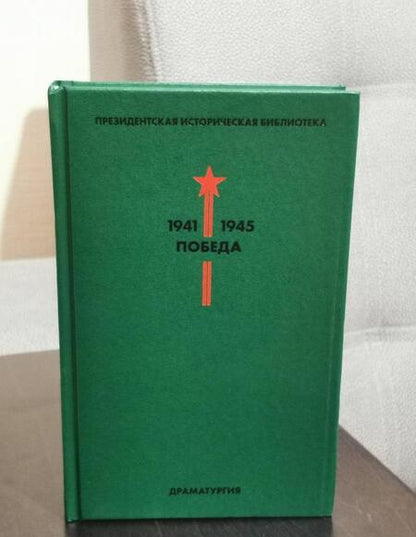 ПРЕЗИДЕНТСКАЯ ИСТОРИЧЕСКАЯ БИБЛИОТЕКА
1941 1945
ПОБЕДА
ДРАМАТУРГИЯ